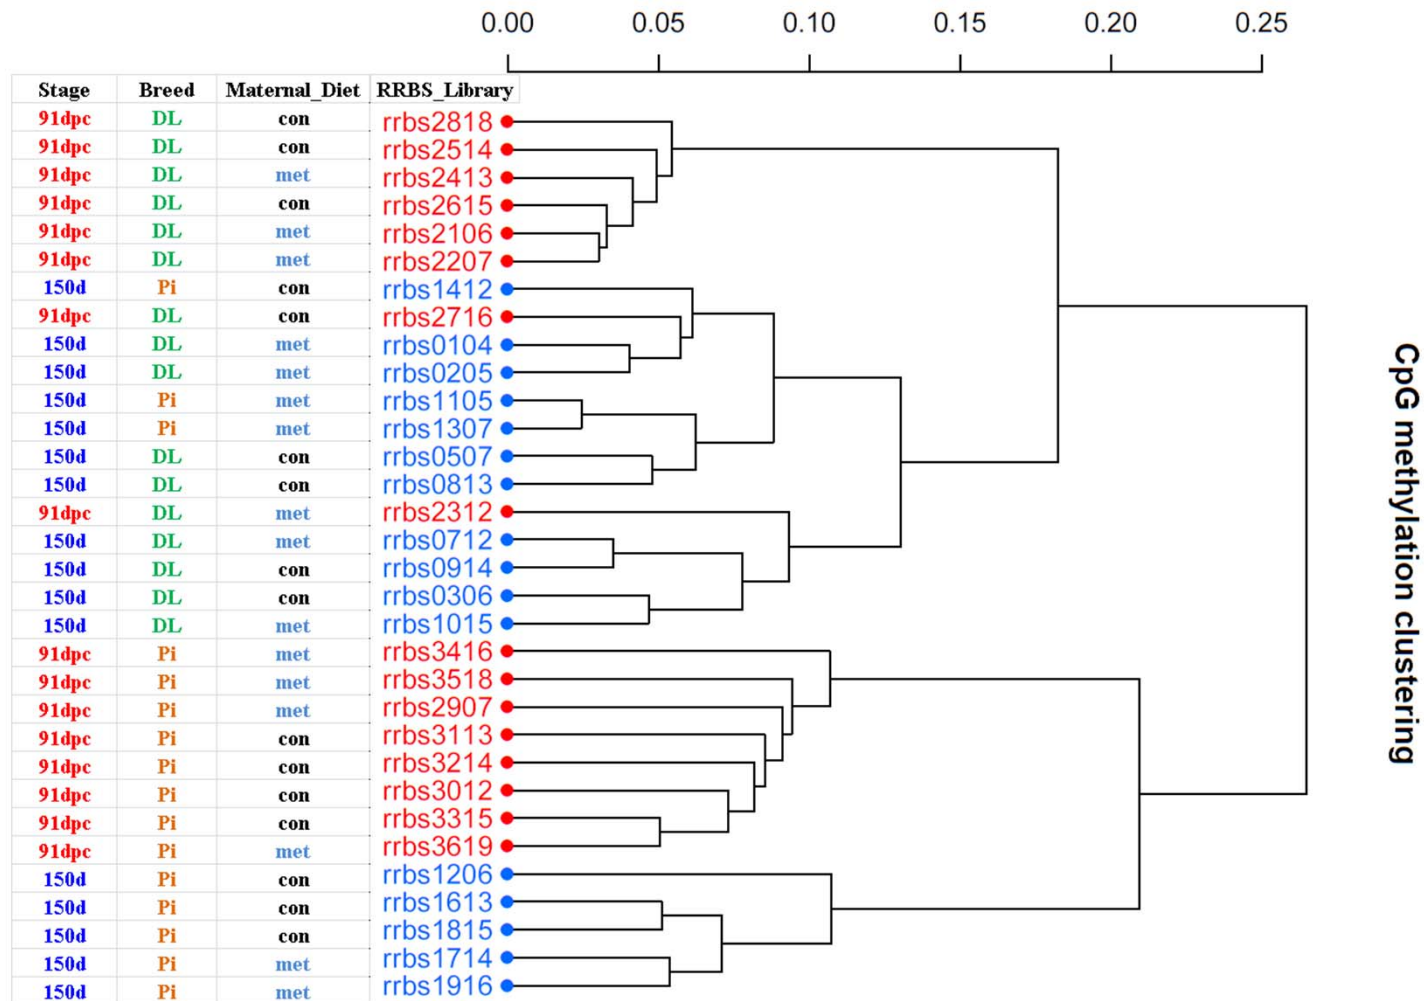 0.00 0.05 0.10 0.15 0.20 0.25
Stage Breed Maternal_Diet RRBS_Library
91dpc DL con rrbs2818
91dpc DL con rrbs2514
91dpc DL met rrbs2413
91dpc DL con rrbs2615
91dpc DL met rrbs2106
91dpc DL met rrbs2207
150d Pi con rrbs1412
91dpc DL con rrbs2716
150d DL met rrbs0104
150d DL met rrbs0205
150d Pi met rrbs1105
150d Pi met rrbs1307
150d DL con rrbs0507
150d DL con rrbs0813
91dpc DL met rrbs2312
150d DL met rrbs0712
150d DL con rrbs0914
150d DL con rrbs0306
150d DL met rrbs1015
91dpc Pi met rrbs3416
91dpc Pi met rrbs3518
91dpc Pi met rrbs2907
91dpc Pi con rrbs3113
91dpc Pi con rrbs3214
91dpc Pi con rrbs3012
91dpc Pi con rrbs3315
91dpc Pi met rrbs3619
150d Pi con rrbs1206
150d Pi con rrbs1613
150d Pi con rrbs1815
150d Pi met rrbs1714
150d Pi met rrbs1916
CpG methylation clustering